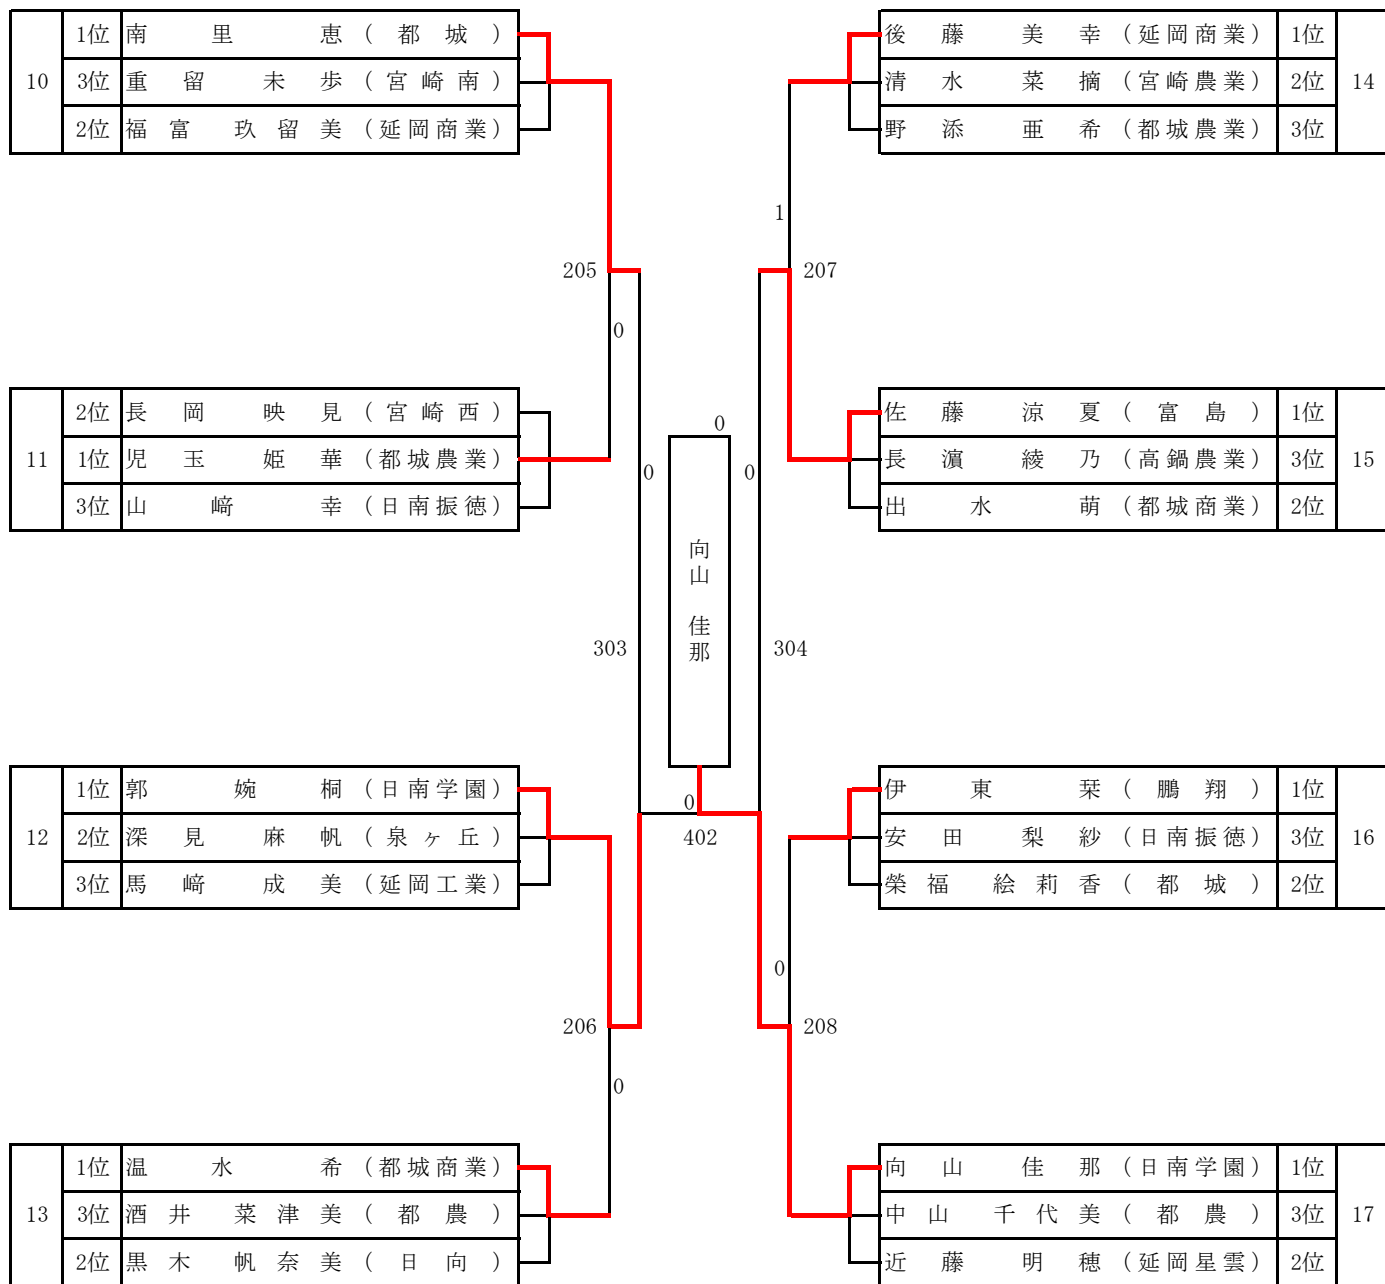 10 1位 南里 恵 (都城)
3位 重留 未歩 (宮崎南)
2位 福富 玖留美 (延岡商業)
後藤 美幸 (延岡商業) 1位 14
清水 菜摘 (宮崎農業) 2位
野添 亜希 (都城農業) 3位
1
205
207
0
11 2位 長岡 映見 (宮崎西)
1位 児玉 姫華 (都城農業)
3位 山﨑 幸 (日南振徳)
0
0
0
向山 佳那
佐藤 涼夏 (富島) 1位 15
長濵 綾乃 (高鍋農業) 3位
出水 萌 (都城商業) 2位
303
304
12 1位 郭 婉桐 (日南学園)
2位 深見 麻帆 (泉ヶ丘)
3位 馬﨑 成美 (延岡工業)
0
402
伊東 栞 (鵬翔) 1位 16
安田 梨紗 (日南振徳) 3位
榮福 絵莉香 (都城) 2位
0
206
208
0
13 1位 温水 希 (都城商業)
3位 酒井 菜津美 (都農)
2位 黒木 帆奈美 (日向)
向山 佳那 (日南学園) 1位 17
中山 千代美 (都農) 3位
近藤 明穂 (延岡星雲) 2位